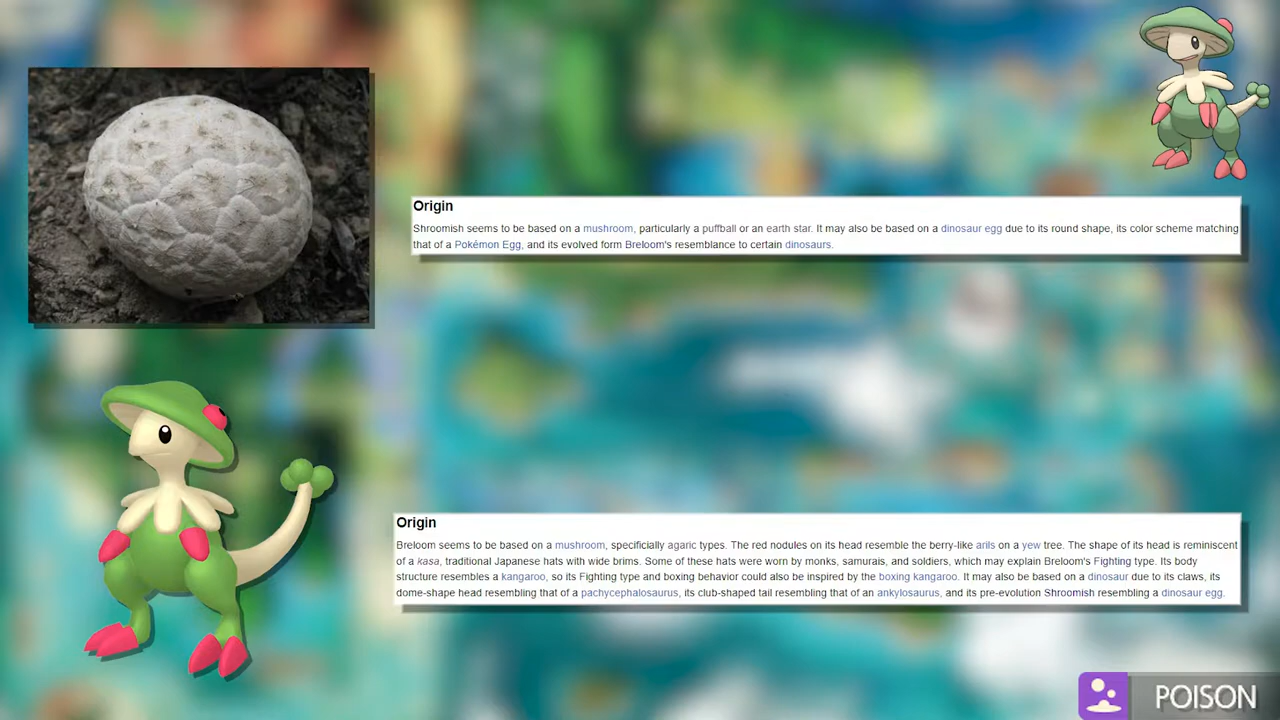 Origin
Shroomish seems to be based on a mushroom, particularly a puffball or an earth star. It may also be based on a dinosaur egg due to its round shape, its color scheme matching
that of a Pokémon Egg, and its evolved form Breloom's resemblance to certain dinosaurs.
Origin
Breloom seems to be based on a mushroom, specificially agaric types. The red nodules on its head resemble the berry-like arils on a yew tree. The shape of its head is reminiscent
of a kasa, traditional Japanese hats with wide brims. Some of these hats were worn by monks, samurais, and soldiers, which may explain Breloom's Fighting type. Its body
structure resembles a kangaroo, so its Fighting type and boxing behavior could also be inspired by the boxing kangaroo. It may also be based on a dinosaur due to its claws, its
dome-shape head resembling that of a pachycephalosaurus, its club-shaped tail resembling that of an ankylosaurus, and its pre-evolution Shroomish resembling a dinosaur egg.
POISON